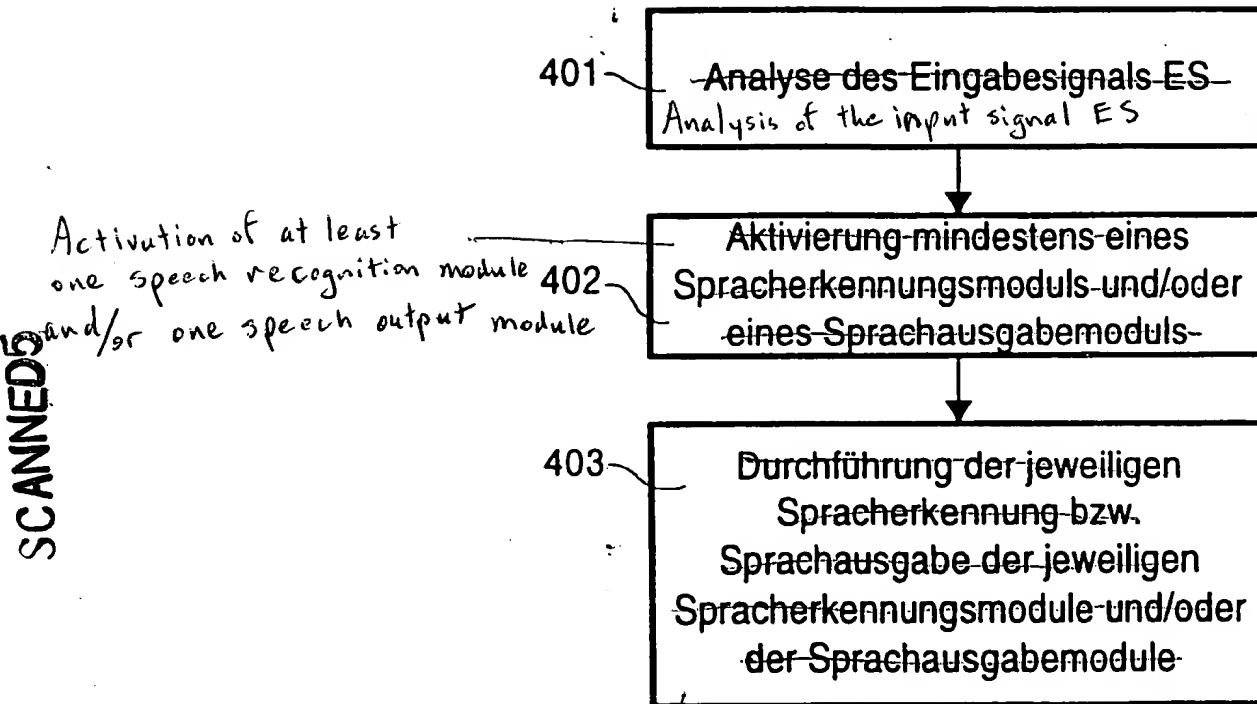 401
Analyse des Eingabesignals ES
Analysis of the input signal ES
Activation of at least
one speech recognition module
and/or one speech output module
402
Aktivierung mindestens eines
Spracherkennungsmoduls und/oder
eines Sprachausgabemoduls
403
Durchführung der jeweiligen
Spracherkennung bzw.
Sprachausgabe der jeweiligen
Spracherkennungsmodule und/oder
der Sprachausgabemodule
SCANNED5